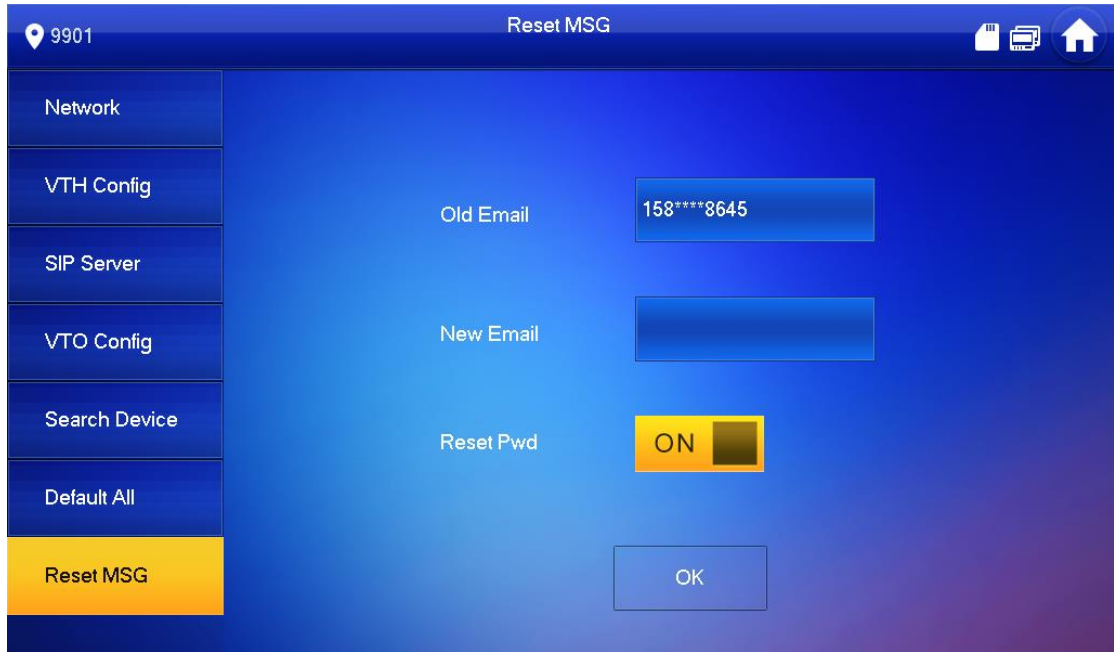 9901
Reset MSG
Network
VTH Config
SIP Server
VTO Config
Search Device
Default All
Reset MSG
Old Email
158****8645
New Email
Reset Pwd
ON
OK